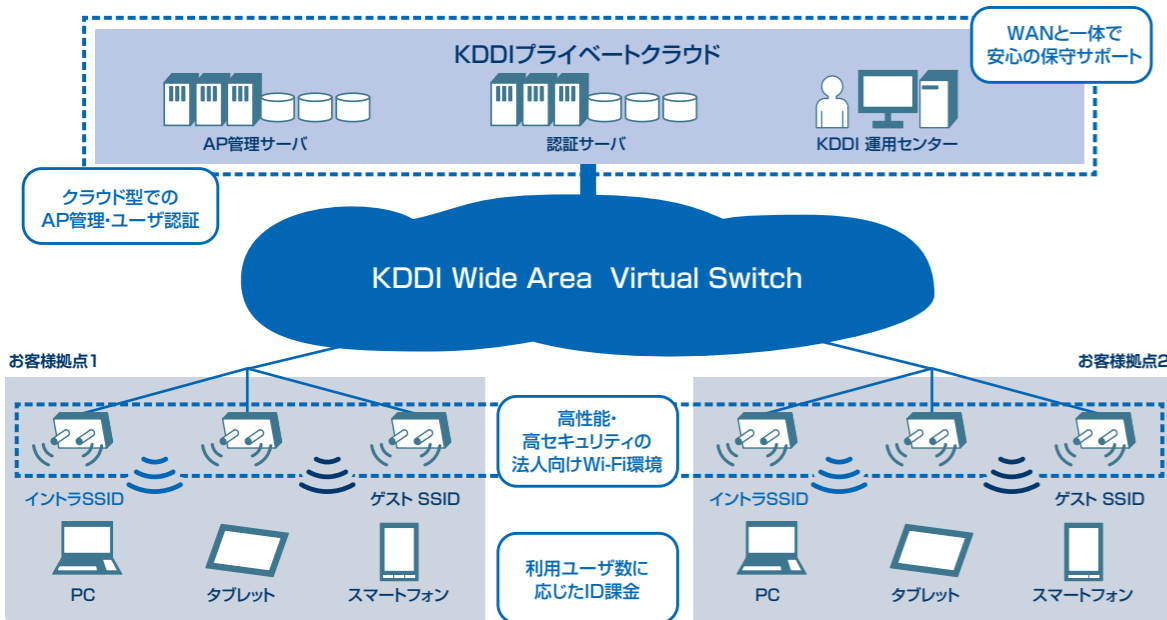 WANと一体で
安心の保守サポート
KDDIプライベートクラウド
AP管理サーバ
認証サーバ
KDDI 運用センター
クラウド型での
AP管理・ユーザ認証
KDDI Wide Area Virtual Switch
お客様拠点1
お客様拠点2
高性能・
高セキュリティの
法人向けWi-Fi環境
イントラSSID
ゲスト SSID
イントラSSID
ゲスト SSID
利用ユーザ数に
応じたID課金
PC
タブレット
スマートフォン
PC
タブレット
スマートフォン